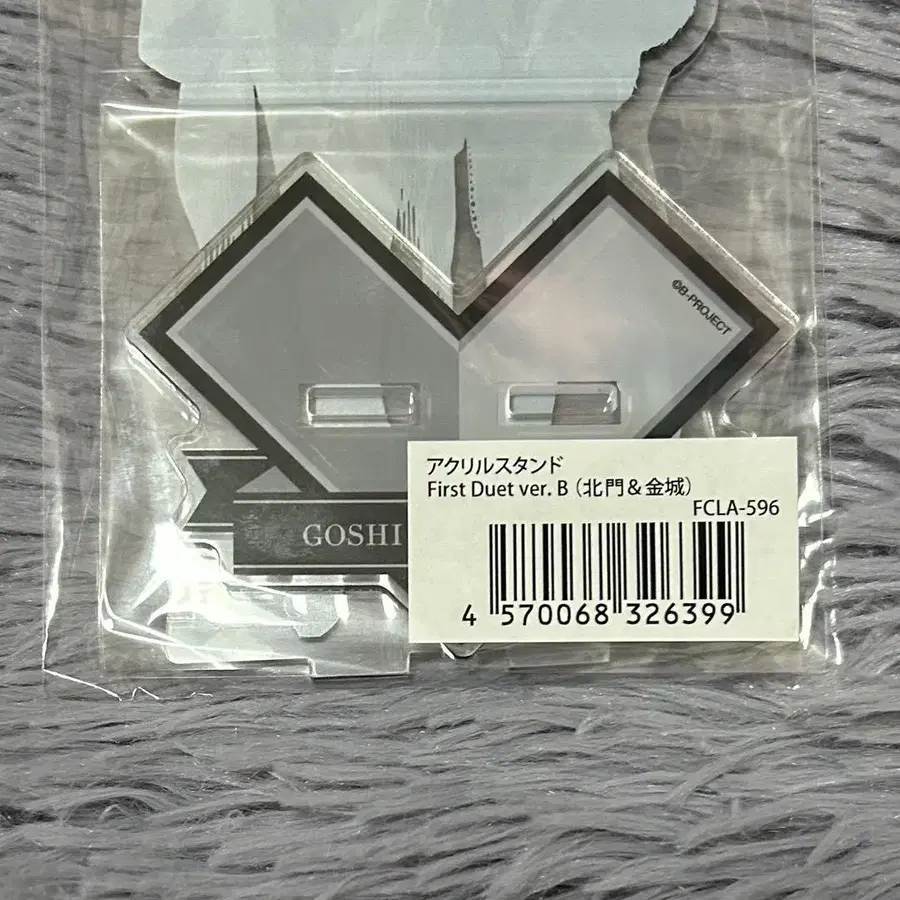 ©B-PROJECT
アクリルスタンド
First Duet ver. B（北門＆金城）
FCLA-596
GOSHI
4 570068 326399